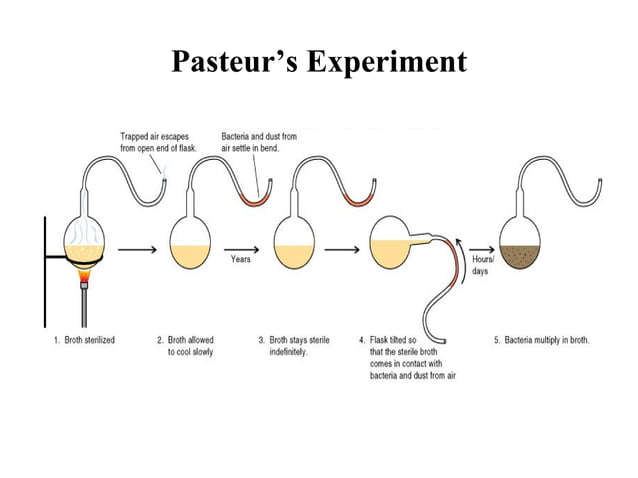 Pasteur’s Experiment
Trapped air escapes
from open end of flask.
Bacteria and dust from
air settle in bend.
Years
Hours/
days
1. Broth sterilized
2. Broth allowed
to cool slowly
3. Broth stays sterile
indefinitely.
4. Flask tilted so
that the sterile broth
comes in contact with
bacteria and dust from air
5. Bacteria multiply in broth.